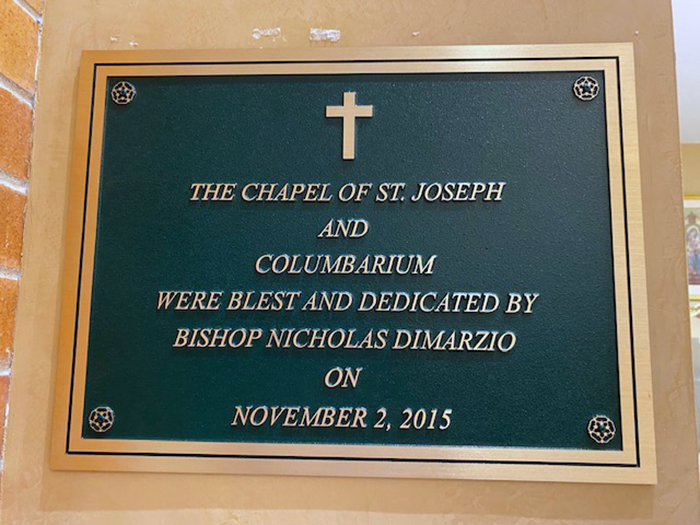 THE CHAPEL OF ST. JOSEPH
AND
COLUMBARIUM
WERE BLEST AND DEDICATED BY
BISHOP NICHOLAS DIMARZIO
ON
NOVEMBER 2, 2015